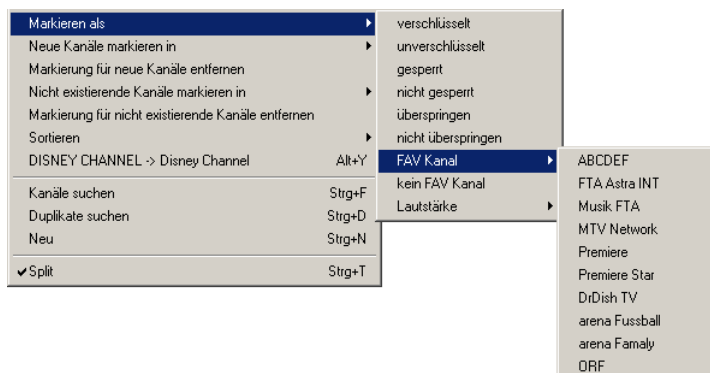 Markieren als
Neue Kanäle markieren in
Markierung für neue Kanäle entfernen
Nicht existierende Kanäle markieren in
Markierung für nicht existierende Kanäle entfernen
Sortieren
DISNEY CHANNEL -> Disney Channel Alt+Y
Kanäle suchen Strg+F
Duplikate suchen Strg+D
Neu Strg+N
Split Strg+T
verschlüsselt
unverschlüsselt
gesperrt
nicht gesperrt
überspringen
nicht überspringen
FAV Kanal
kein FAV Kanal
Lautstärke
ABCDEF
FTA Astra INT
Musik FTA
MTV Network
Premiere
Premiere Star
DrDish TV
arena Fussball
arena Famaly
ORF